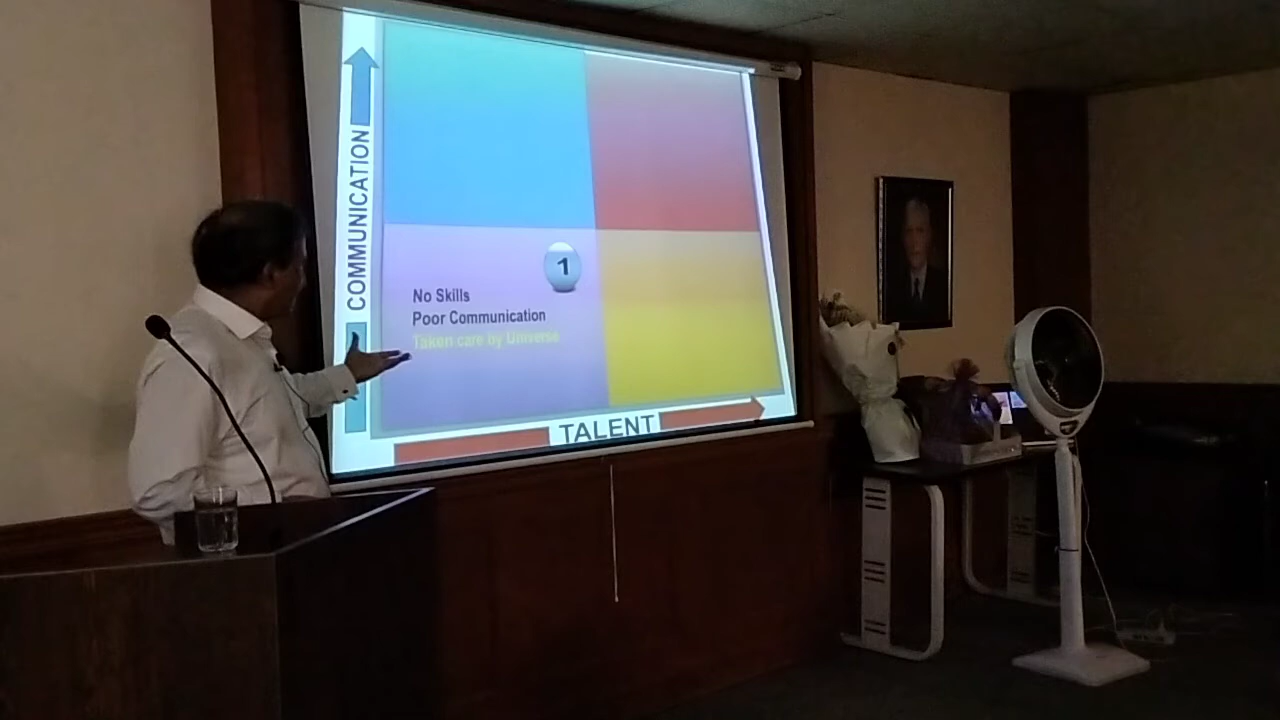 COMMUNICATION
1
No Skills
Poor Communication
Taken care by Universe
TALENT